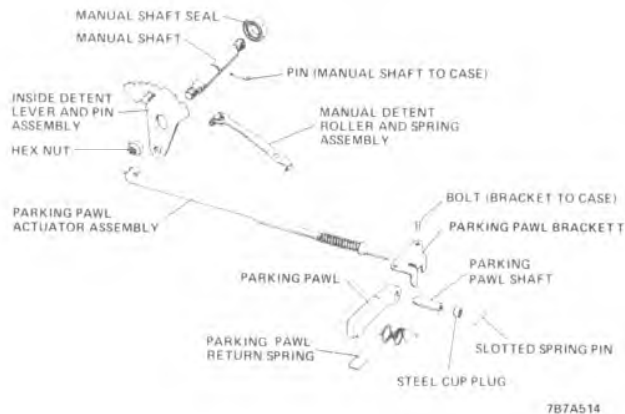 MANUAL SHAFT SEAL
MANUAL SHAFT
PIN (MANUAL SHAFT TO CASE)
INSIDE DETENT
LEVER AND PIN
ASSEMBLY
MANUAL DETENT
ROLLER AND SPRING
ASSEMBLY
HEX NUT
BOLT (BRACKET TO CASE)
PARKING PAWL
ACTUATOR ASSEMBLY
PARKING PAWL BRACKETT
PARKING
PAWL SHAFT
PARKING PAWL
PARKING PAWL
RETURN SPRING
SLOTTED SPRING PIN
STEEL CUP PLUG
7B7A514